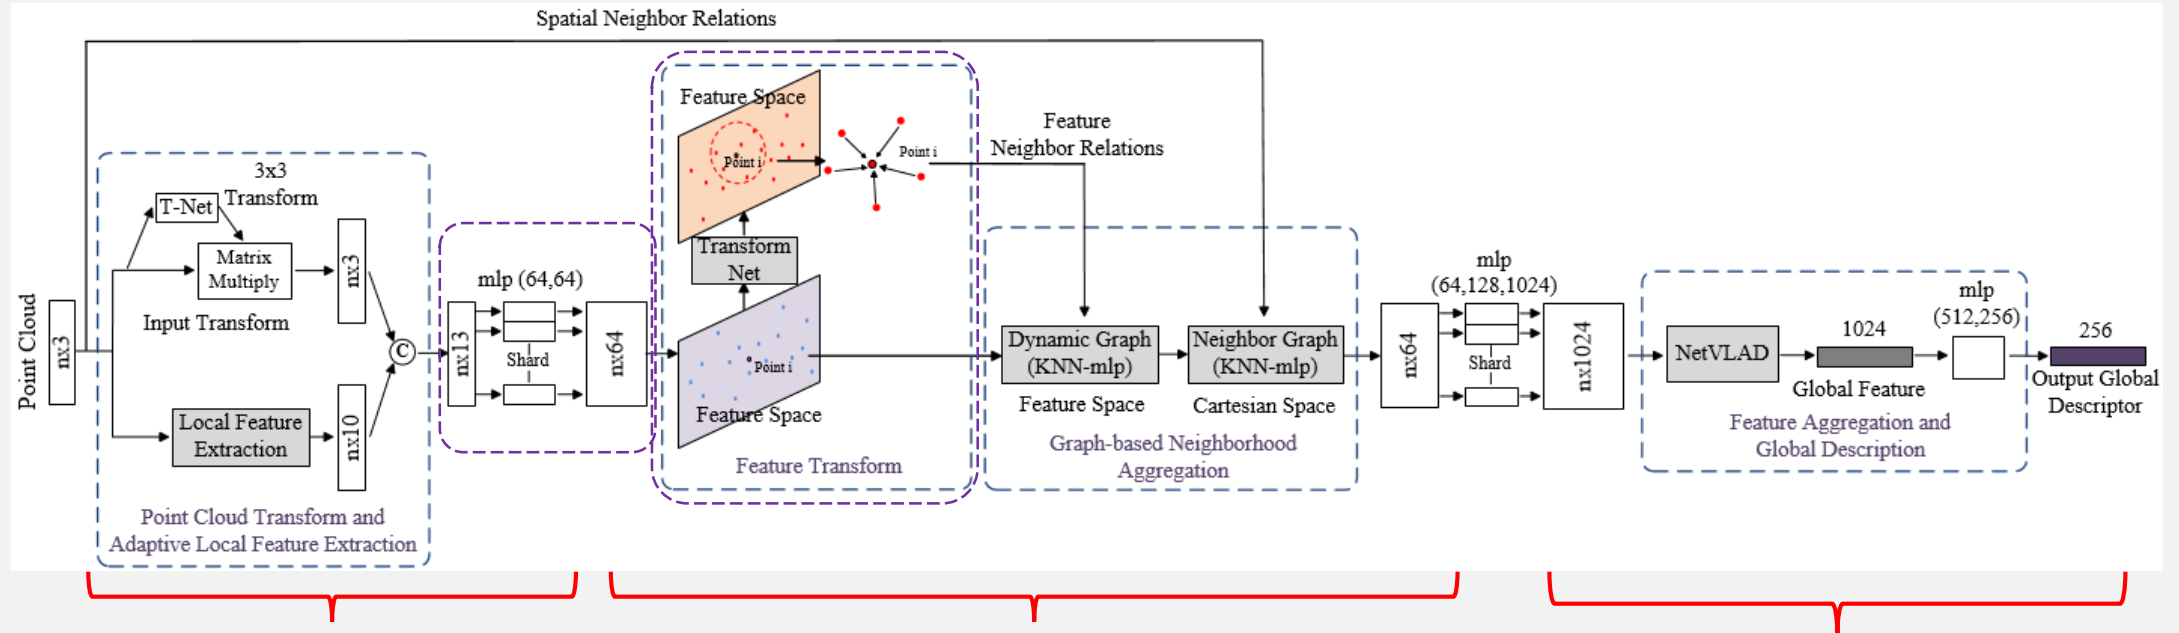 Spatial Neighbor Relations
Point Cloud
nx3
3x3
Transform
T-Net
Matrix
Multiply
Input Transform
nx3
Local Feature
Extraction
nx10
C
Point Cloud Transform and
Adaptive Local Feature Extraction
mlp (64,64)
nx13
Shard
nx64
Feature Space
Point i
Point i
Transform
Net
Point i
Feature Space
Feature Transform
Feature
Neighbor Relations
Dynamic Graph
(KNN-mlp)
Feature Space
Neighbor Graph
(KNN-mlp)
Cartesian Space
Graph-based Neighborhood
Aggregation
nx64
mlp
(64,128,1024)
Shard
nx1024
NetVLAD
1024
Global Feature
mlp
(512,256)
Feature Aggregation and
Global Description
256
Output Global
Descriptor